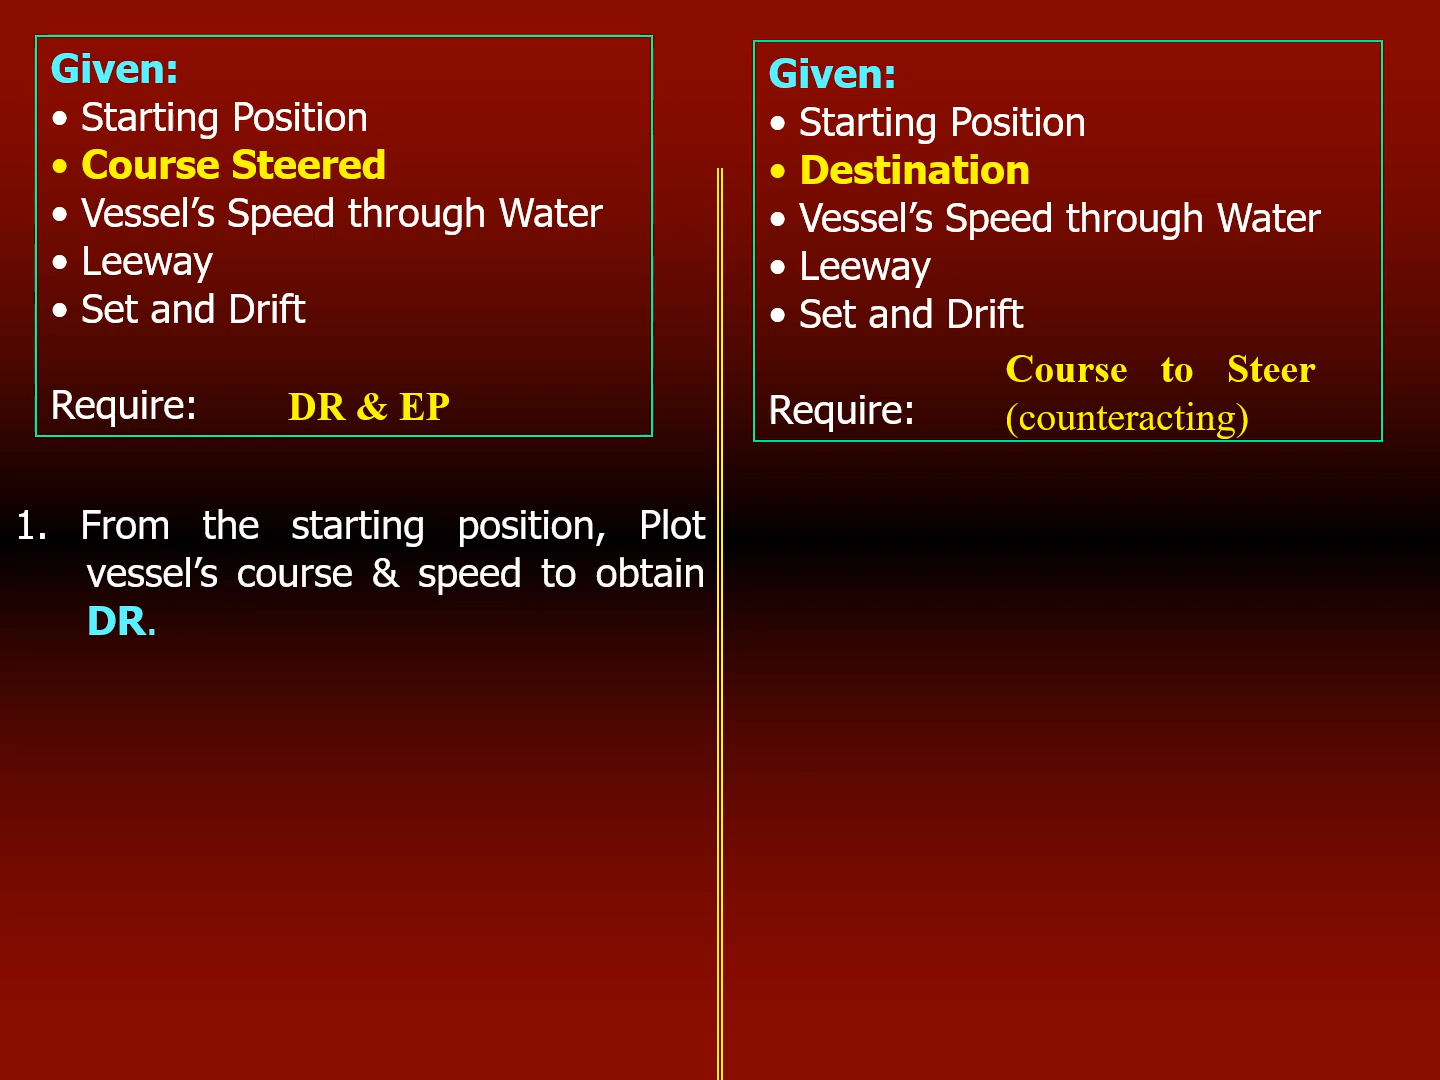 Given:
• Starting Position
• Course Steered
• Vessel’s Speed through Water
• Leeway
• Set and Drift
Require: DR & EP
1. From the starting position, Plot
vessel’s course & speed to obtain
DR.
Given:
• Starting Position
• Destination
• Vessel’s Speed through Water
• Leeway
• Set and Drift
Course to Steer
Require: (counteracting)